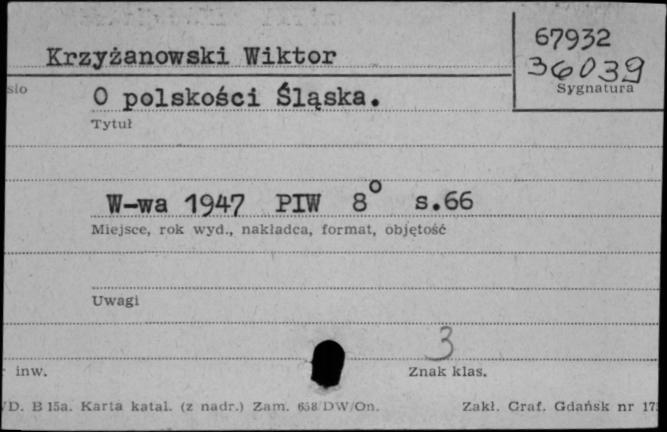 67932
Krzyżanowski Wiktor
36039
Sygnatura
sło
O polskości Śląska.
Tytuł
W-wa 1947 PIW 8° s.66
Miejsce, rok wyd., nakładca, format, objętość
Uwagi
3
inw.
Znak klas.
D. B 15a. Karta katal. (z nadr.) Zam. 658/DW/On.
Zakł. Graf. Gdańsk nr